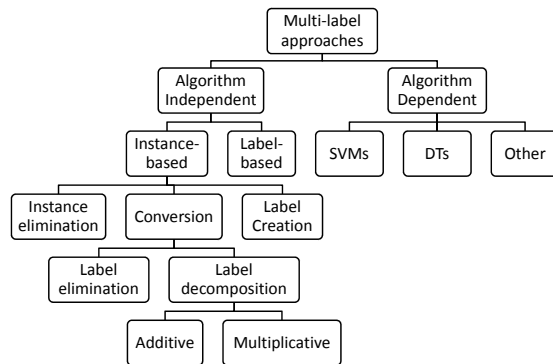 Multi-label
approaches
Algorithm
Independent
Algorithm
Dependent
Instance-
based
Label-
based
SVMs
DTs
Other
Instance
elimination
Conversion
Label
Creation
Label
elimination
Label
decomposition
Additive
Multiplicative